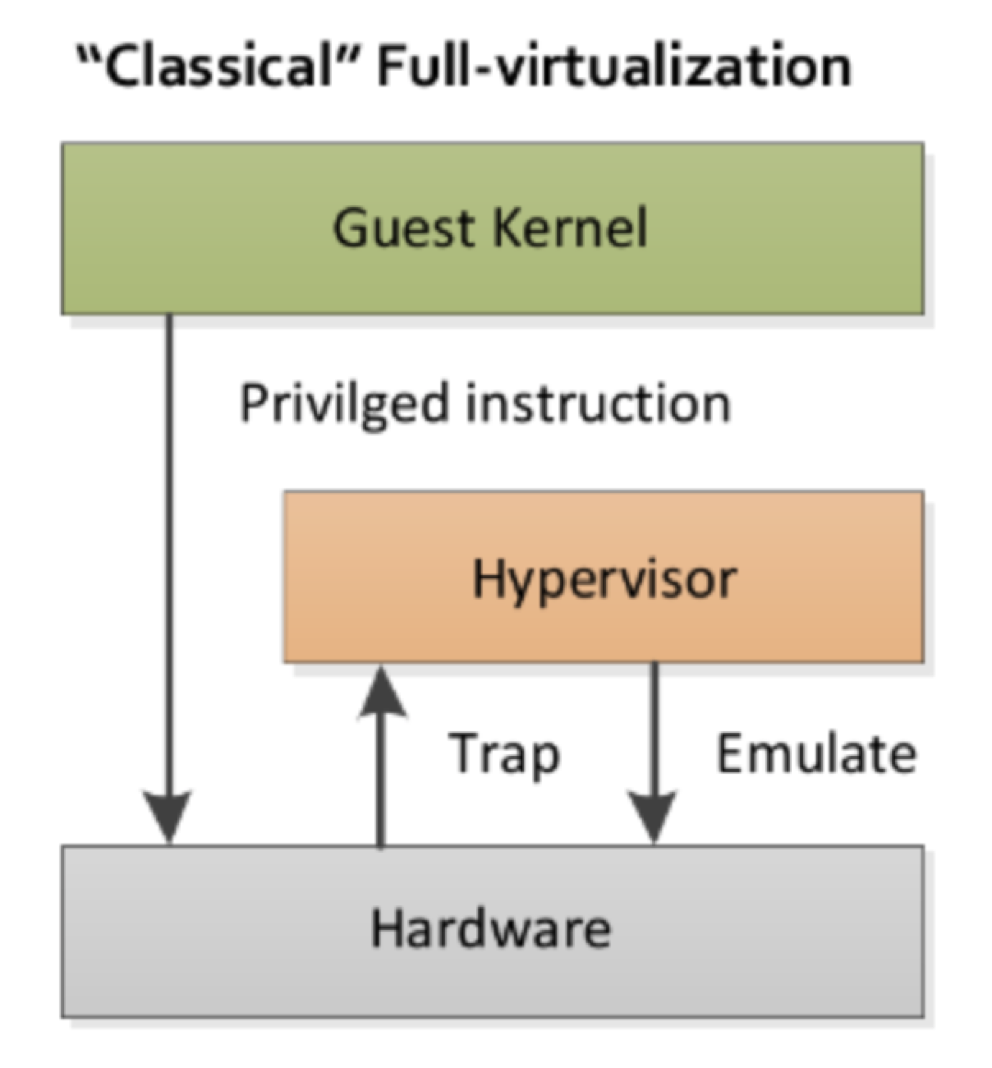 “Classical” Full-virtualization
Guest Kernel
Privilged instruction
Hypervisor
Trap
Emulate
Hardware